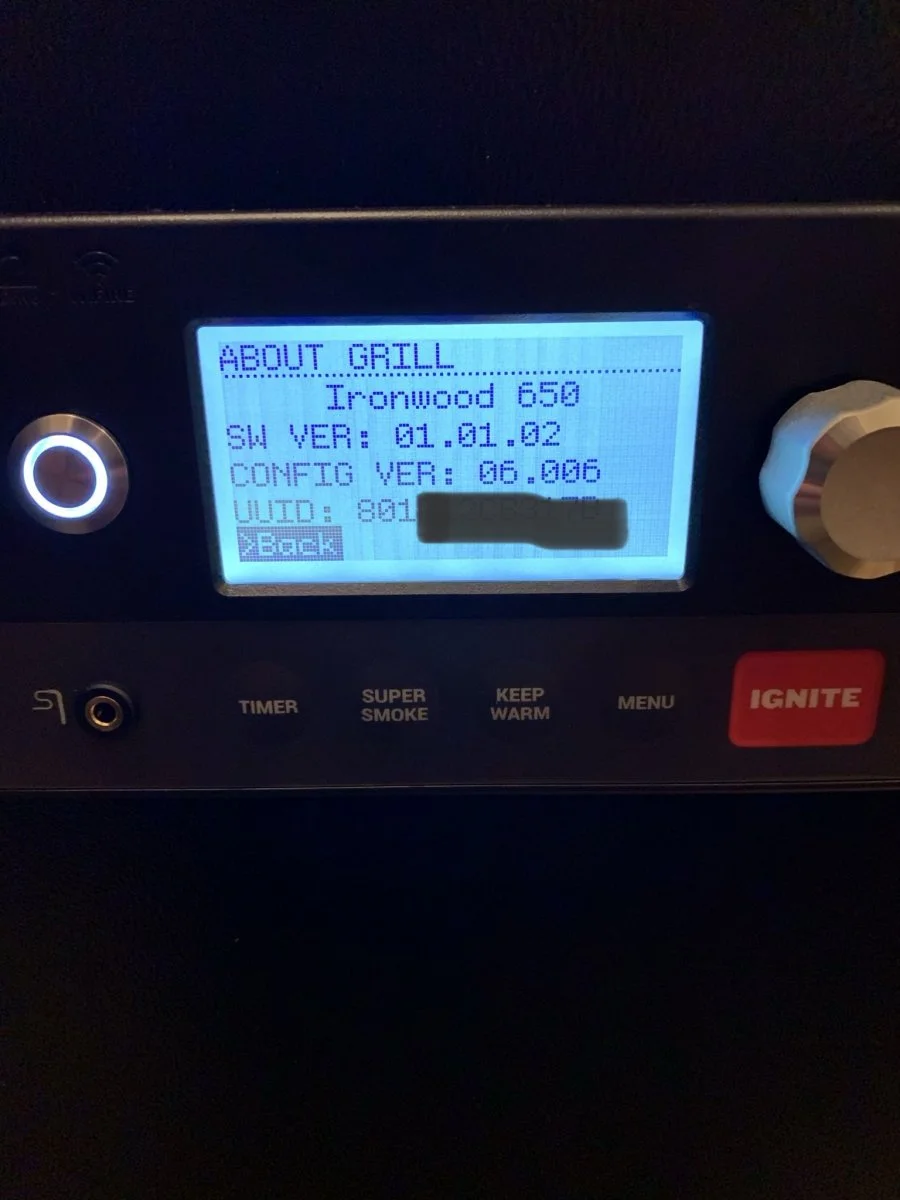 WiFIRE
ABOUT GRILL
Ironwood 650
SW VER: 01.01.02
CONFIG VER: 06.006
UUID: 801
>Back
TIMER
SUPER
SMOKE
KEEP
WARM
MENU
IGNITE